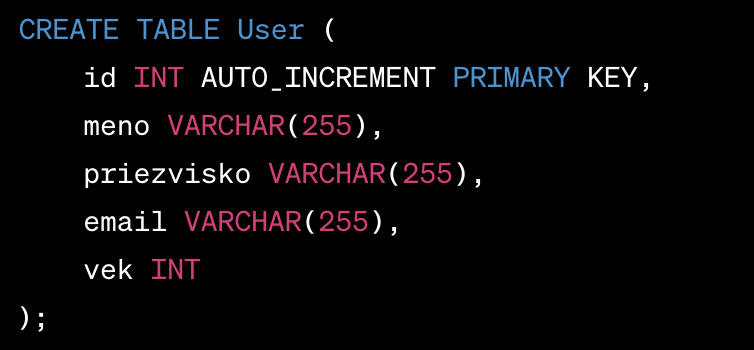 CREATE TABLE User (
id INT AUTO_INCREMENT PRIMARY KEY,
meno VARCHAR(255),
priezvisko VARCHAR(255),
email VARCHAR(255),
vek INT
);